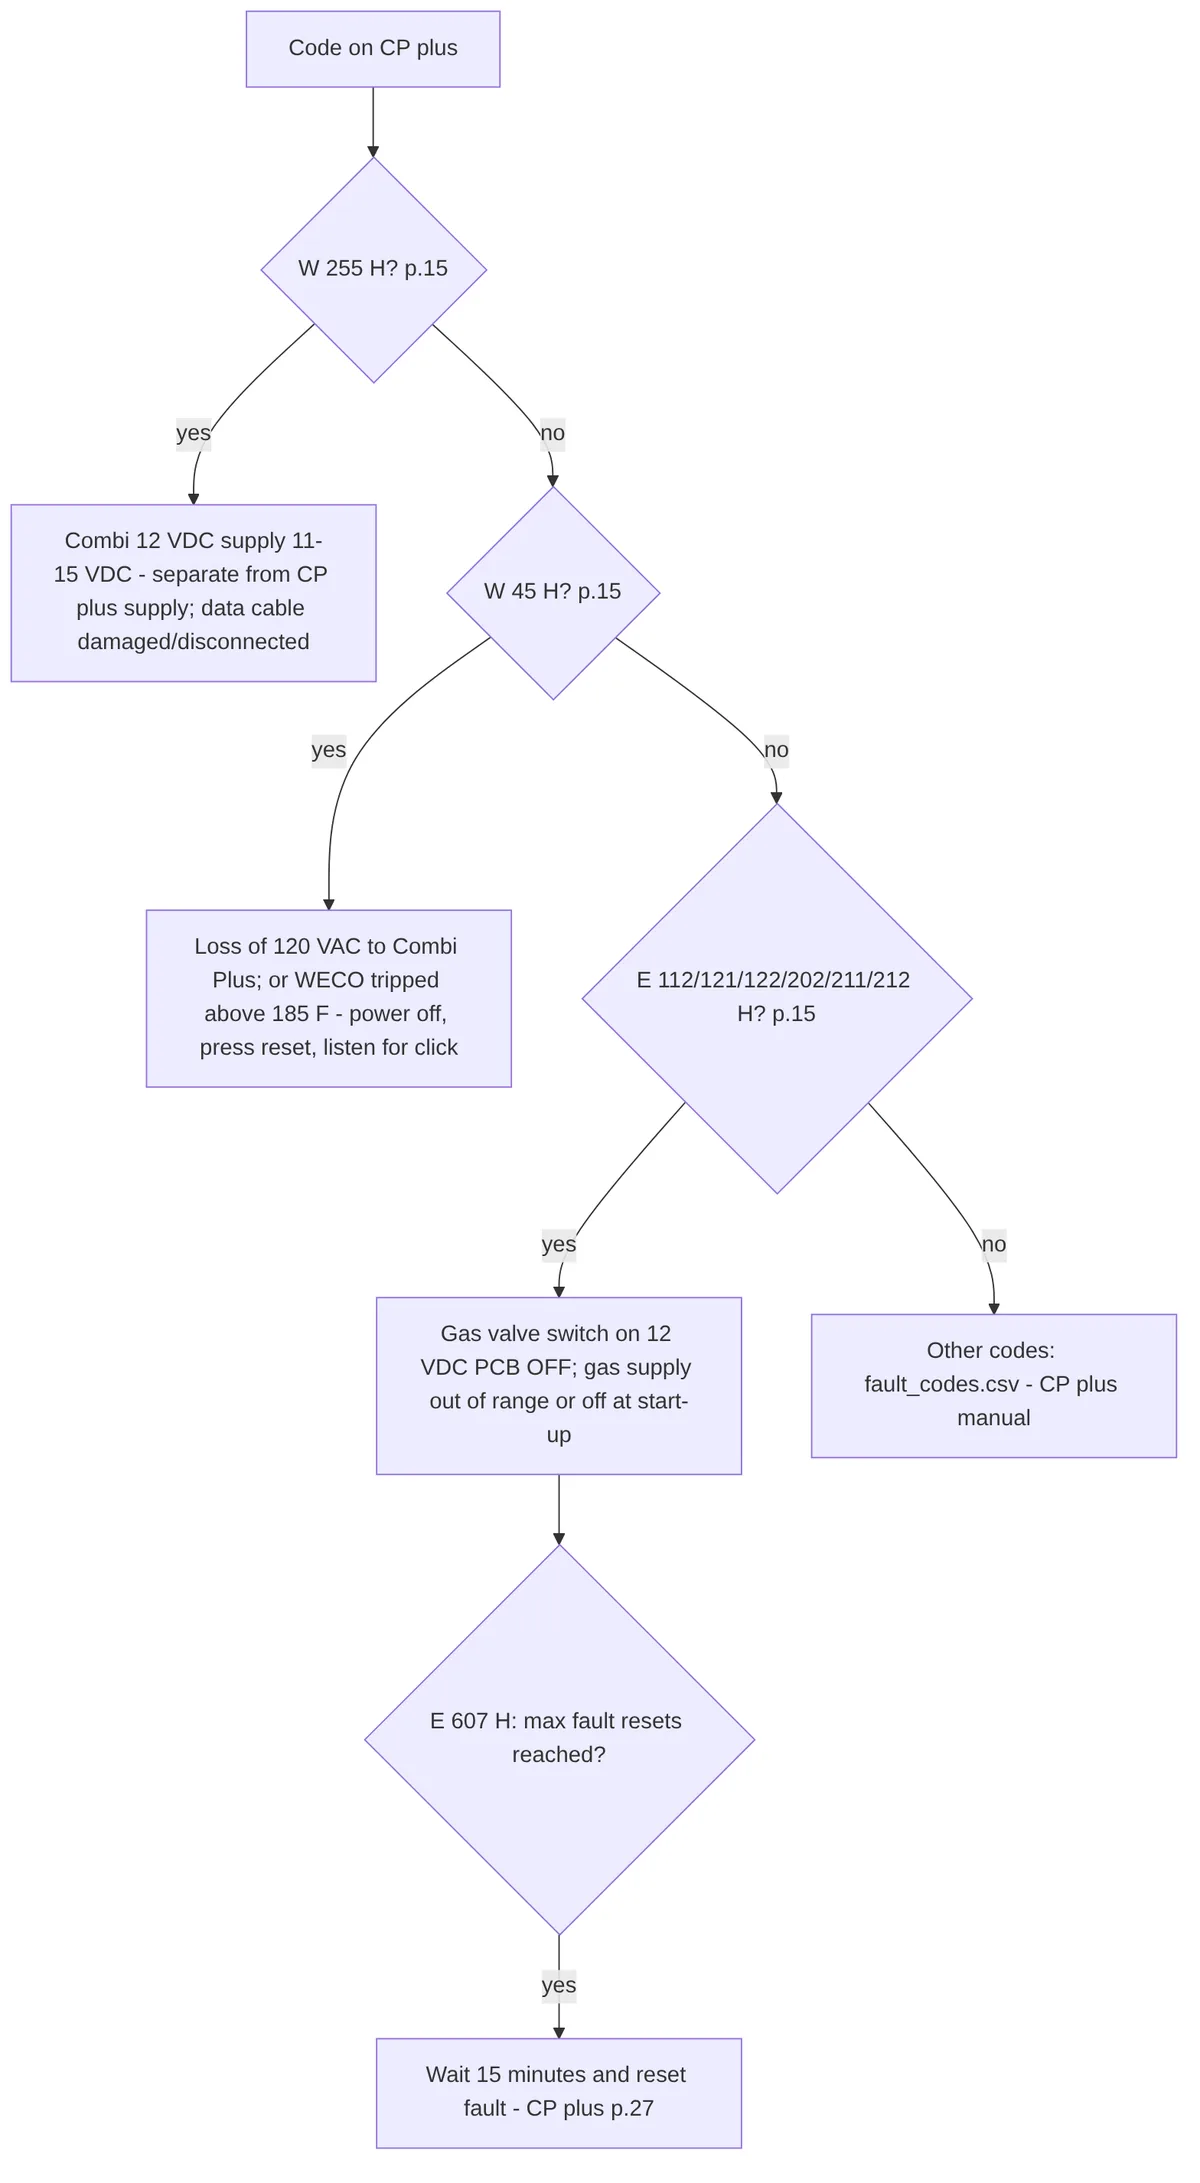 Code on CP plus
W 255 H? p.15
yes
no
Combi 12 VDC supply 11-
15 VDC - separate from CP
plus supply; data cable
damaged/disconnected
W 45 H? p.15
yes
no
Loss of 120 VAC to Combi
Plus; or WECO tripped
above 185 F - power off,
press reset, listen for click
E 112/121/122/202/211/212
H? p.15
yes
no
Gas valve switch on 12
VDC PCB OFF; gas supply
out of range or off at start-
up
Other codes:
fault_codes.csv - CP plus
manual
E 607 H: max fault resets
reached?
yes
Wait 15 minutes and reset
fault - CP plus p.27